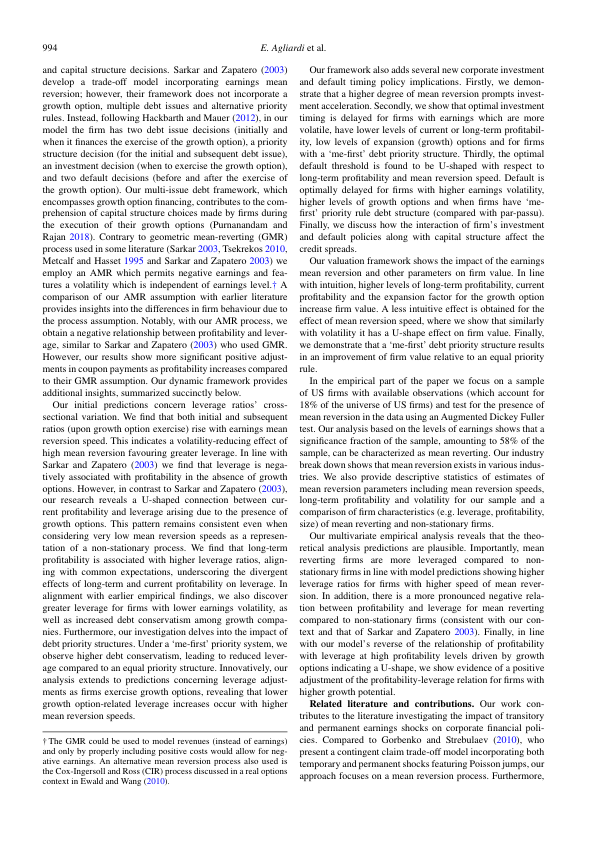 994
E. Agliardi et al.
and capital structure decisions. Sarkar and Zapatero (2003)
develop a trade-off model incorporating earnings mean
reversion; however, their framework does not incorporate a
growth option, multiple debt issues and alternative priority
rules. Instead, following Hackbarth and Mauer (2012), in our
model the firm has two debt issue decisions (initially and
when it finances the exercise of the growth option), a priority
structure decision (for the initial and subsequent debt issue),
an investment decision (when to exercise the growth option),
and two default decisions (before and after the exercise of
the growth option). Our multi-issue debt framework, which
encompasses growth option financing, contributes to the com-
prehension of capital structure choices made by firms during
the execution of their growth options (Purnanandam and
Rajan 2018). Contrary to geometric mean-reverting (GMR)
process used in some literature (Sarkar 2003, Tsekrekos 2010,
Metcalf and Hasset 1995 and Sarkar and Zapatero 2003) we
employ an AMR which permits negative earnings and fea-
tures a volatility which is independent of earnings level.† A
comparison of our AMR assumption with earlier literature
provides insights into the differences in firm behaviour due to
the process assumption. Notably, with our AMR process, we
obtain a negative relationship between profitability and lever-
age, similar to Sarkar and Zapatero (2003) who used GMR.
However, our results show more significant positive adjust-
ments in coupon payments as profitability increases compared
to their GMR assumption. Our dynamic framework provides
additional insights, summarized succinctly below.
Our initial predictions concern leverage ratios' cross-
sectional variation. We find that both initial and subsequent
ratios (upon growth option exercise) rise with earnings mean
reversion speed. This indicates a volatility-reducing effect of
high mean reversion favouring greater leverage. In line with
Sarkar and Zapatero (2003) we find that leverage is nega-
tively associated with profitability in the absence of growth
options. However, in contrast to Sarkar and Zapatero (2003),
our research reveals a U-shaped connection between cur-
rent profitability and leverage arising due to the presence of
growth options. This pattern remains consistent even when
considering very low mean reversion speeds as a represen-
tation of a non-stationary process. We find that long-term
profitability is associated with higher leverage ratios, align-
ing with common expectations, underscoring the divergent
effects of long-term and current profitability on leverage. In
alignment with earlier empirical findings, we also discover
greater leverage for firms with lower earnings volatility, as
well as increased debt conservatism among growth compa-
nies. Furthermore, our investigation delves into the impact of
debt priority structures. Under a 'me-first' priority system, we
observe higher debt conservatism, leading to reduced lever-
age compared to an equal priority structure. Innovatively, our
analysis extends to predictions concerning leverage adjust-
ments as firms exercise growth options, revealing that lower
growth option-related leverage increases occur with higher
mean reversion speeds.
† The GMR could be used to model revenues (instead of earnings)
and only by properly including positive costs would allow for neg-
ative earnings. An alternative mean reversion process also used is
the Cox-Ingersoll and Ross (CIR) process discussed in a real options
context in Ewald and Wang (2010).
Our framework also adds several new corporate investment
and default timing policy implications. Firstly, we demon-
strate that a higher degree of mean reversion prompts invest-
ment acceleration. Secondly, we show that optimal investment
timing is delayed for firms with earnings which are more
volatile, have lower levels of current or long-term profitabil-
ity, low levels of expansion (growth) options and for firms
with a 'me-first' debt priority structure. Thirdly, the optimal
default threshold is found to be U-shaped with respect to
long-term profitability and mean reversion speed. Default is
optimally delayed for firms with higher earnings volatility,
higher levels of growth options and when firms have 'me-
first' priority rule debt structure (compared with par-passu).
Finally, we discuss how the interaction of firm's investment
and default policies along with capital structure affect the
credit spreads.
Our valuation framework shows the impact of the earnings
mean reversion and other parameters on firm value. In line
with intuition, higher levels of long-term profitability, current
profitability and the expansion factor for the growth option
increase firm value. A less intuitive effect is obtained for the
effect of mean reversion speed, where we show that similarly
with volatility it has a U-shape effect on firm value. Finally,
we demonstrate that a 'me-first' debt priority structure results
in an improvement of firm value relative to an equal priority
rule.
In the empirical part of the paper we focus on a sample
of US firms with available observations (which account for
18% of the universe of US firms) and test for the presence of
mean reversion in the data using an Augmented Dickey Fuller
test. Our analysis based on the levels of earnings shows that a
significance fraction of the sample, amounting to 58% of the
sample, can be characterized as mean reverting. Our industry
break down shows that mean reversion exists in various indus-
tries. We also provide descriptive statistics of estimates of
mean reversion parameters including mean reversion speeds,
long-term profitability and volatility for our sample and a
comparison of firm characteristics (e.g. leverage, profitability,
size) of mean reverting and non-stationary firms.
Our multivariate empirical analysis reveals that the theo-
retical analysis predictions are plausible. Importantly, mean
reverting firms are more leveraged compared to non-
stationary firms in line with model predictions showing higher
leverage ratios for firms with higher speed of mean rever-
sion. In addition, there is a more pronounced negative rela-
tion between profitability and leverage for mean reverting
compared to non-stationary firms (consistent with our con-
text and that of Sarkar and Zapatero 2003). Finally, in line
with our model's reverse of the relationship of profitability
with leverage at high profitability levels driven by growth
options indicating a U-shape, we show evidence of a positive
adjustment of the profitability-leverage relation for firms with
higher growth potential.
Related literature and contributions. Our work con-
tributes to the literature investigating the impact of transitory
and permanent earnings shocks on corporate financial poli-
cies. Compared to Gorbenko and Strebulaev (2010), who
present a contingent claim trade-off model incorporating both
temporary and permanent shocks featuring Poisson jumps, our
approach focuses on a mean reversion process. Furthermore,